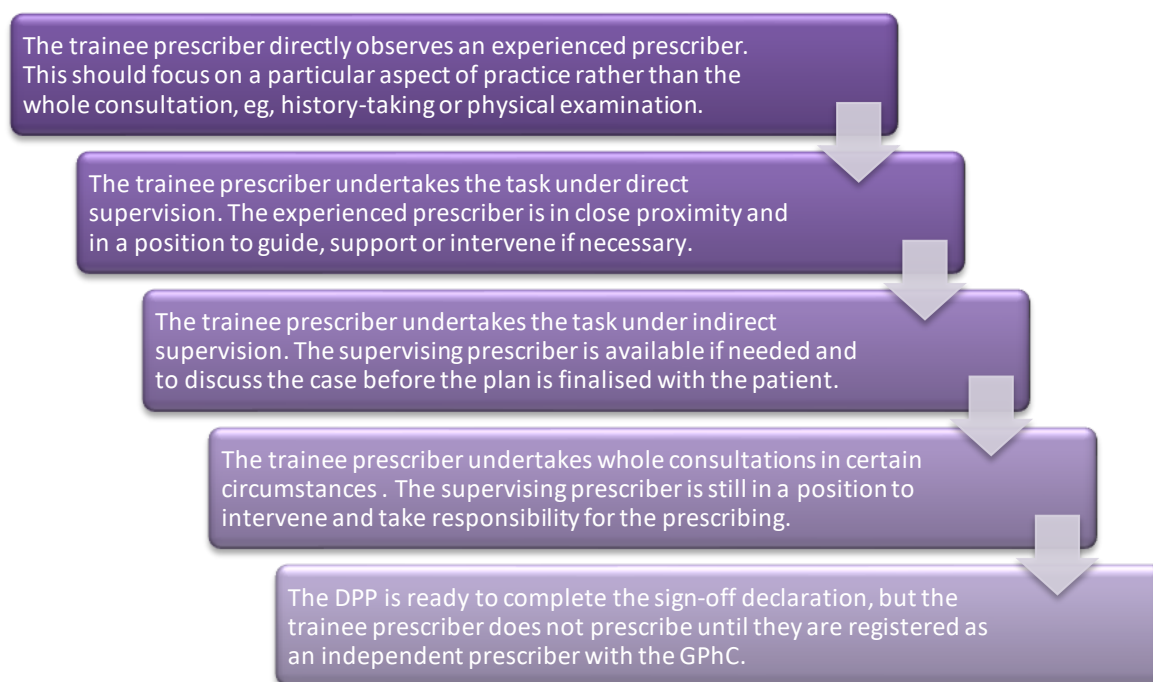 The trainee prescriber directly observes an experienced prescriber.
This should focus on a particular aspect of practice rather than the
whole consultation, eg, history-taking or physical examination.
The trainee prescriber undertakes the task under direct
supervision. The experienced prescriber is in close proximity and
in a position to guide, support or intervene if necessary.
The trainee prescriber undertakes the task under indirect
supervision. The supervising prescriber is available if needed and
to discuss the case before the plan is finalised with the patient.
The trainee prescriber undertakes whole consultations in certain
circumstances . The supervising prescriber is still in a position to
intervene and take responsibility for the prescribing.
The DPP is ready to complete the sign-off declaration, but the
trainee prescriber does not prescribe until they are registered as
an independent prescriber with the GPhC.